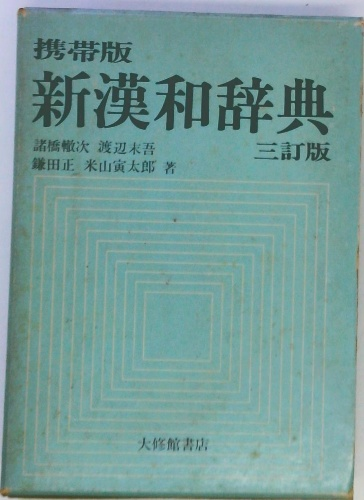 携帯版
新漢和辞典
三訂版
諸橋轍次 渡辺末吾
鎌田正 米山寅太郎 著
大修館書店